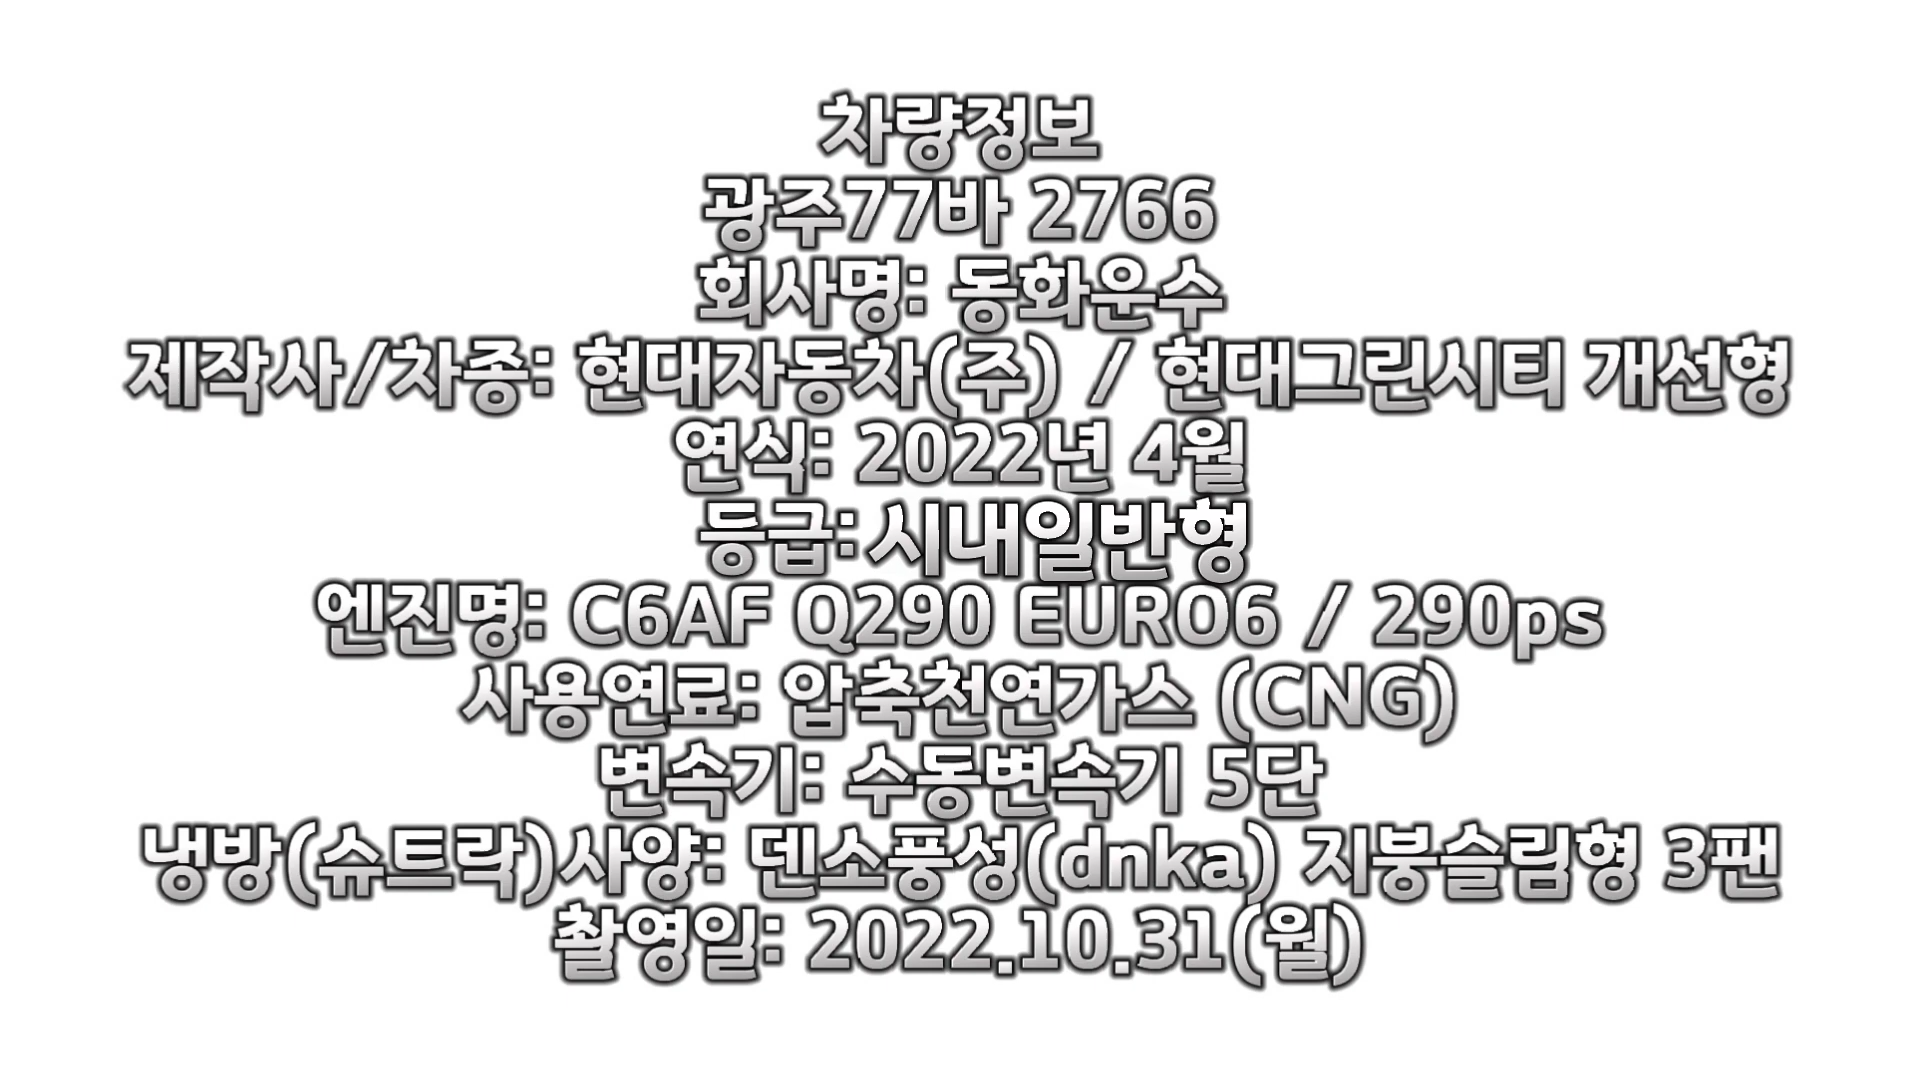 차량정보
광주77바 2766
회사명: 동화운수
제작사/차종: 현대자동차(주) / 현대그린시티 개선형
연식: 2022년 4월
등급: 시내일반형
엔진명: C6AF Q290 EURO6 / 290ps
사용연료: 압축천연가스 (CNG)
변속기: 수동변속기 5단
냉방(슈트락)사양: 덴소풍성(dnka) 지붕슬림형 3팬
촬영일: 2022.10.31(월)